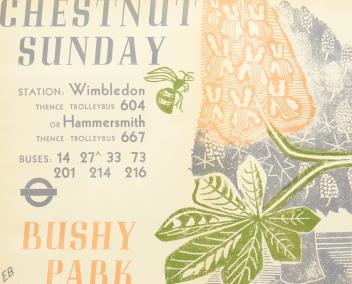 CHESTNUT
SUNDAY
STATION: Wimbledon
THENCE TROLLEYBUS 604
OR Hammersmith
THENCE TROLLEYBUS 667
BUSES: 14 27A 33 73
201 214 216
BUSHY
PARK
EB